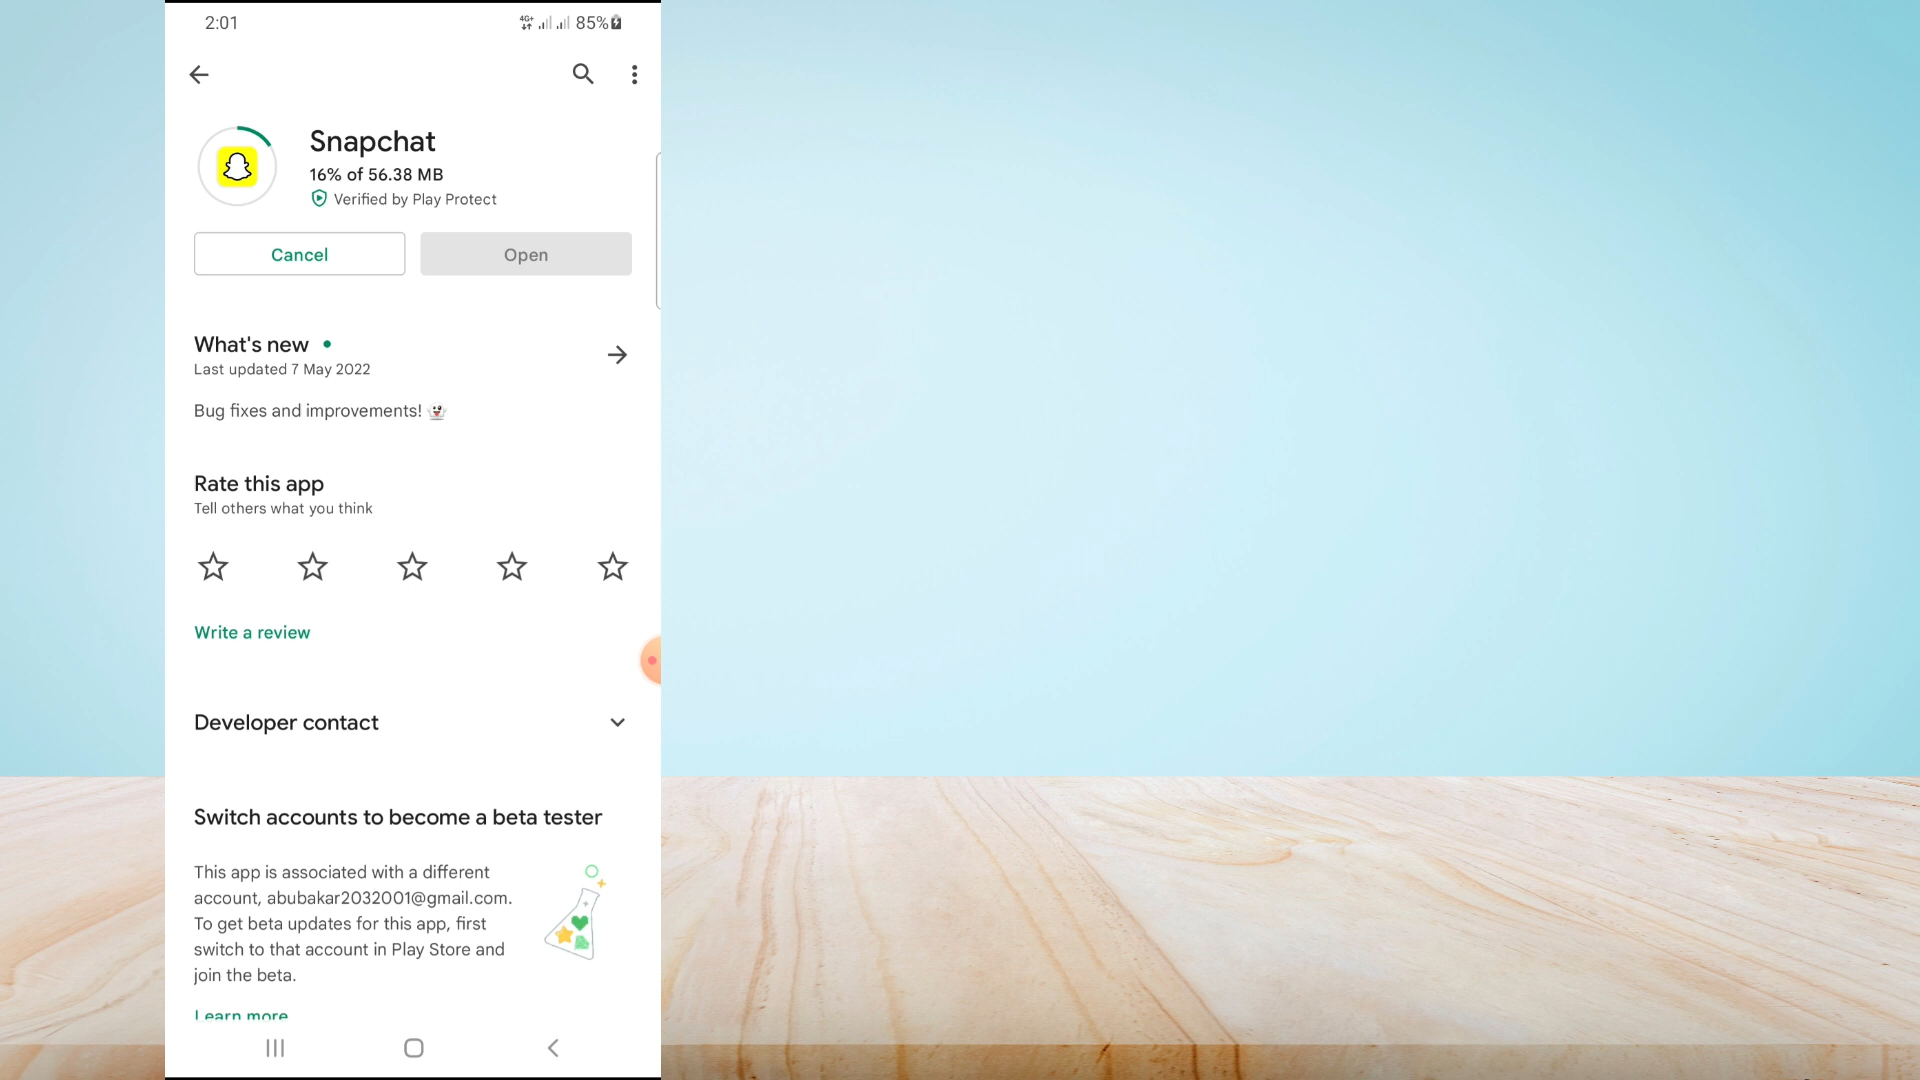 2:01
4G+ 85%
Snapchat
16% of 56.38 MB
Verified by Play Protect
Cancel
Open
What's new
Last updated 7 May 2022
Bug fixes and improvements! 👻
Rate this app
Tell others what you think
Write a review
Developer contact
Switch accounts to become a beta tester
This app is associated with a different
account, abubakar2032001@gmail.com.
To get beta updates for this app, first
switch to that account in Play Store and
join the beta.
Learn more